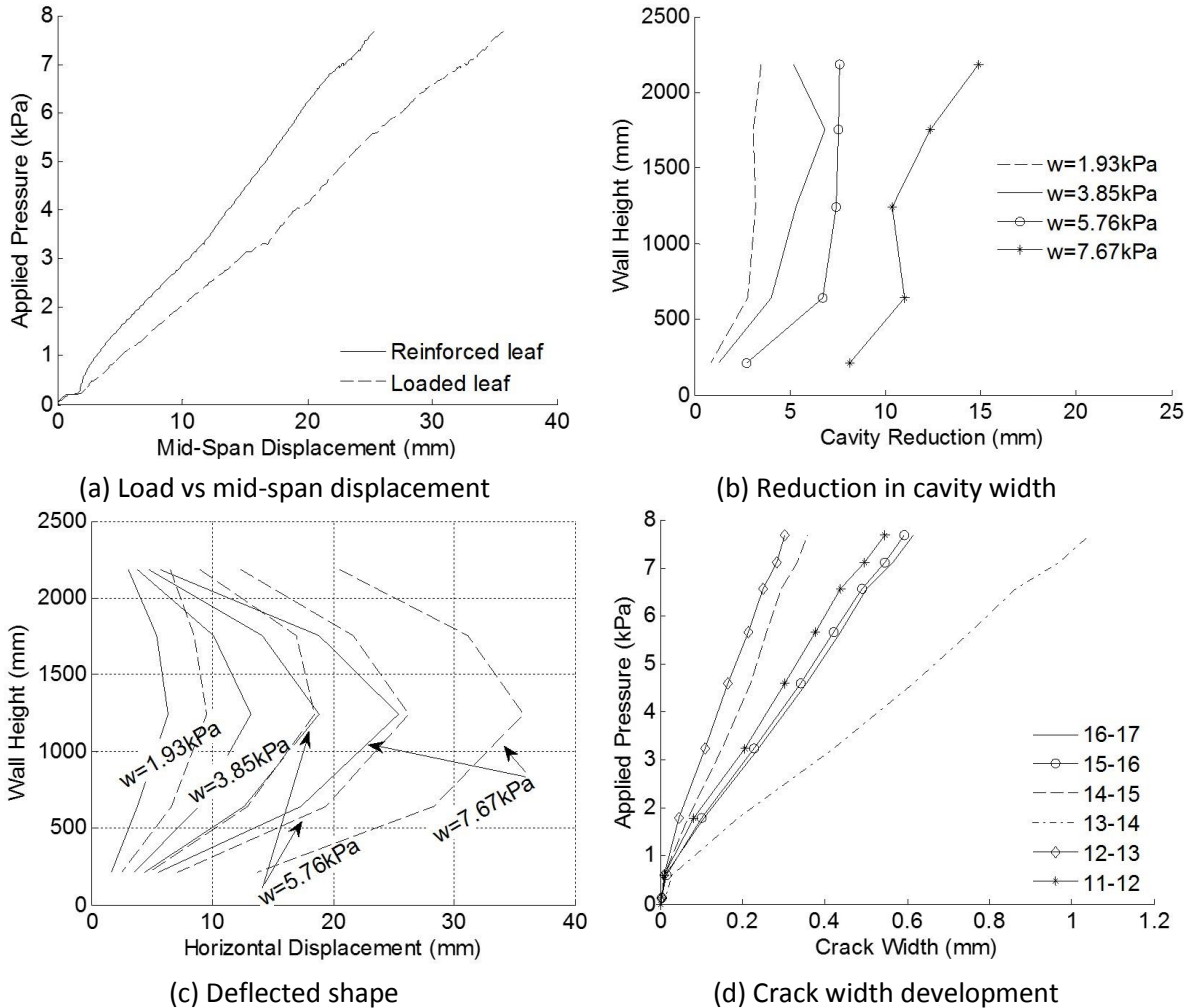 8
7
6
5
4
3
2
1
0
0
10
20
30
40
Applied Pressure (kPa)
Mid-Span Displacement (mm)
Reinforced leaf
Loaded leaf
(a) Load vs mid-span displacement
2500
2000
1500
1000
500
0
0
5
10
15
20
25
Wall Height (mm)
Cavity Reduction (mm)
w=1.93kPa
w=3.85kPa
w=5.76kPa
w=7.67kPa
(b) Reduction in cavity width
2500
2000
1500
1000
500
0
0
10
20
30
40
Wall Height (mm)
Horizontal Displacement (mm)
w=1.93kPa
w=3.85kPa
w=5.76kPa
w=7.67kPa
(c) Deflected shape
8
7
6
5
4
3
2
1
0
0
0.2
0.4
0.6
0.8
1
1.2
Applied Pressure (kPa)
Crack Width (mm)
16-17
15-16
14-15
13-14
12-13
11-12
(d) Crack width development